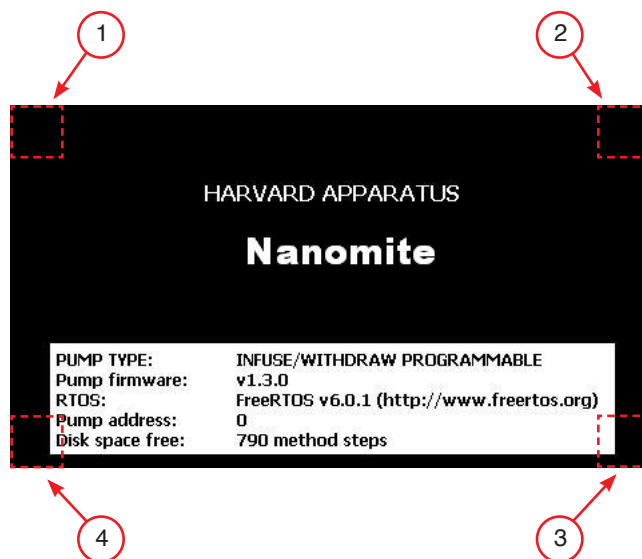 1
2
HARVARD APPARATUS
Nanomite
PUMP TYPE: INFUSE/WITHDRAW PROGRAMMABLE
Pump firmware: v1.3.0
RTOS: FreeRTOS v6.0.1 (http://www.freertos.org)
Pump address: 0
Disk space free: 790 method steps
4
3